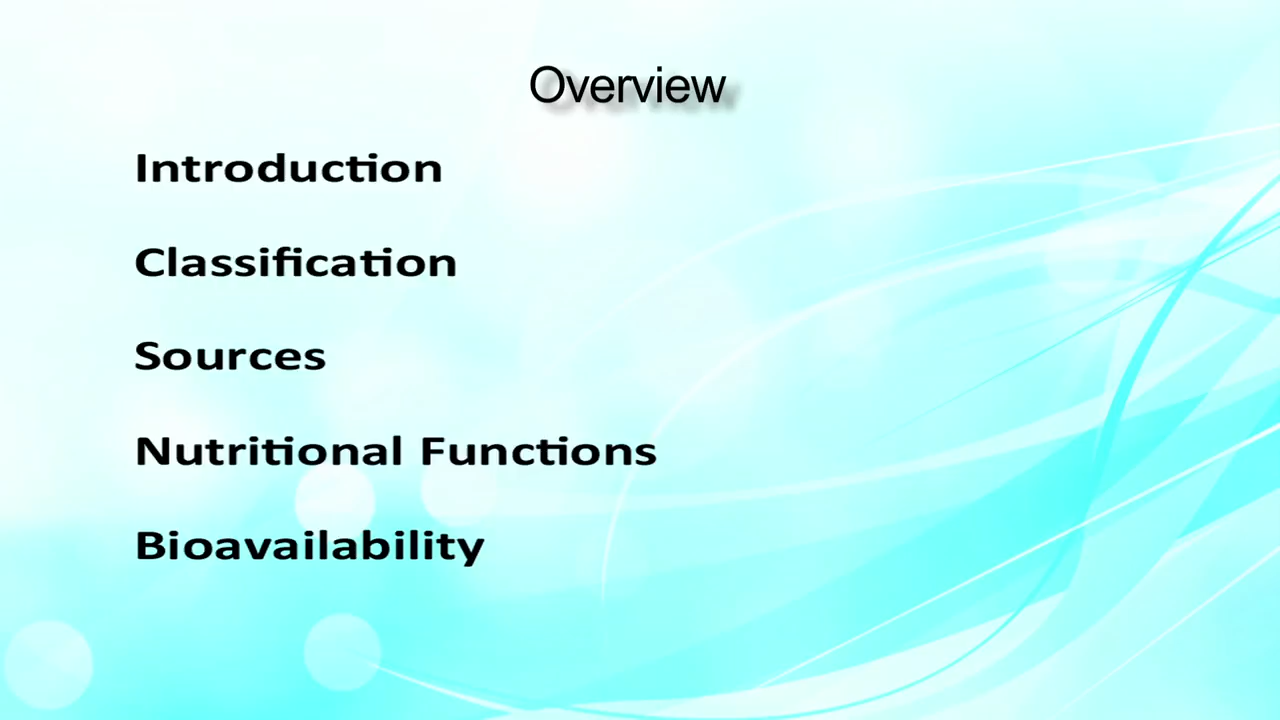 Overview
Introduction
Classification
Sources
Nutritional Functions
Bioavailability